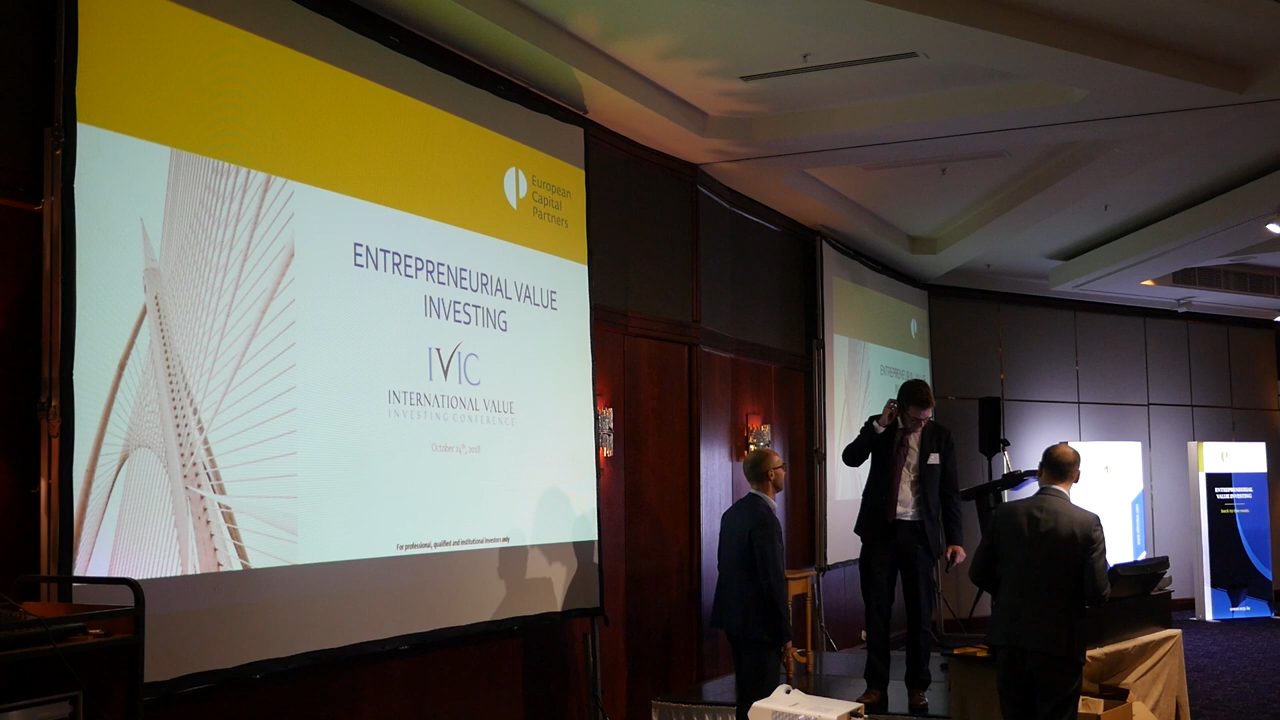 European
Capital
Partners
ENTREPRENEURIAL VALUE
INVESTING
IVIC
INTERNATIONAL VALUE
INVESTING CONFERENCE
October 24th, 2018
For professional, qualified and institutional investors only
ENTREPRENEURIAL
ENTREPRENEURIAL
VALUE INVESTING